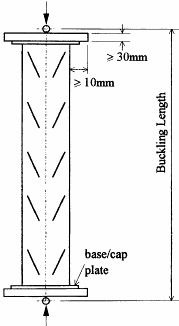 ⩾ 30mm
⩾ 10mm
Buckling Length
base/cap
plate